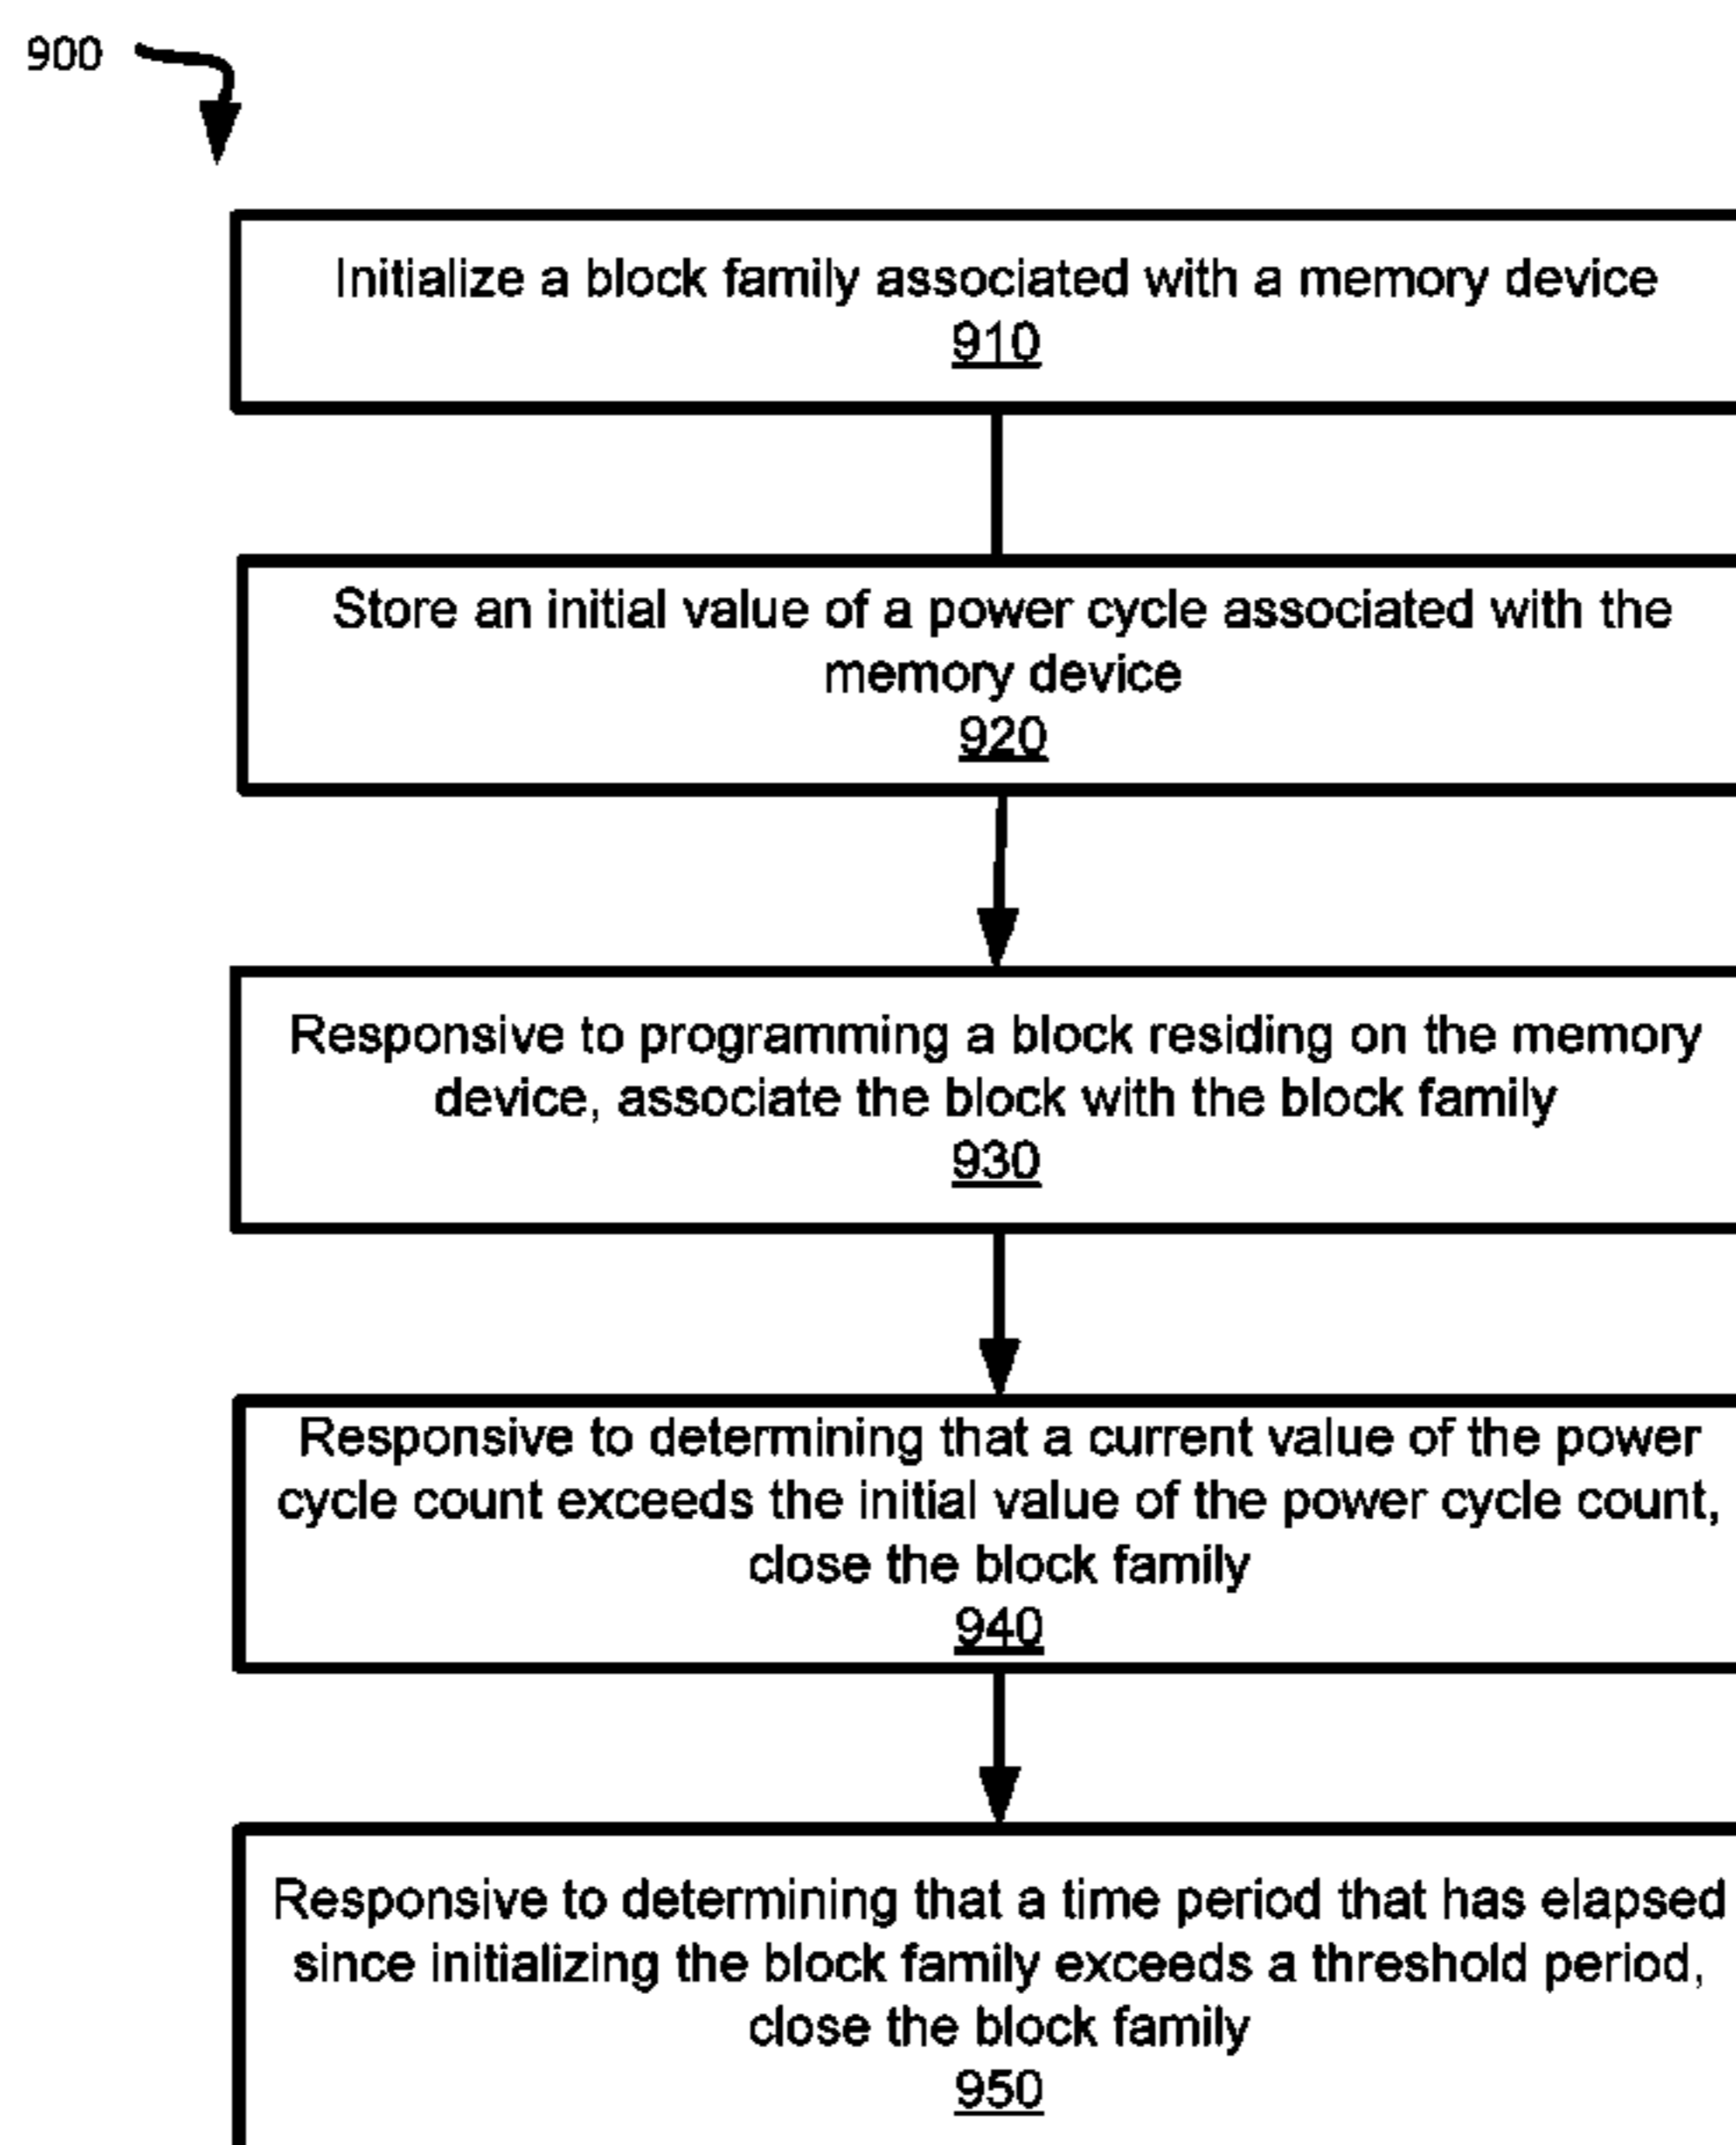 900
Initialize a block family associated with a memory device
910
Store an initial value of a power cycle associated with the
memory device
920
Responsive to programming a block residing on the memory
device, associate the block with the block family
930
Responsive to determining that a current value of the power
cycle count exceeds the initial value of the power cycle count,
close the block family
940
Responsive to determining that a time period that has elapsed
since initializing the block family exceeds a threshold period,
close the block family
950